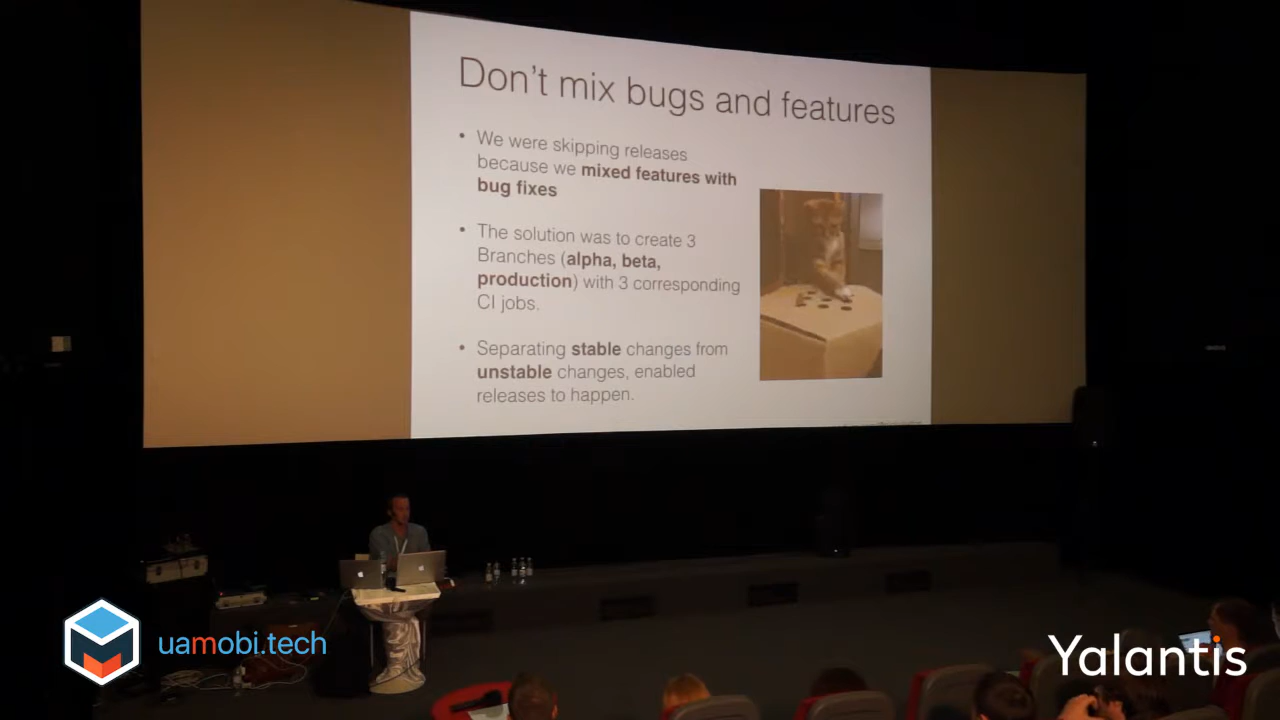 Don't mix bugs and features
• We were skipping releases
because we mixed features with
bug fixes
• The solution was to create 3
Branches (alpha, beta,
production) with 3 corresponding
CI jobs.
• Separating stable changes from
unstable changes, enabled
releases to happen.
uamobi.tech
Yalantis